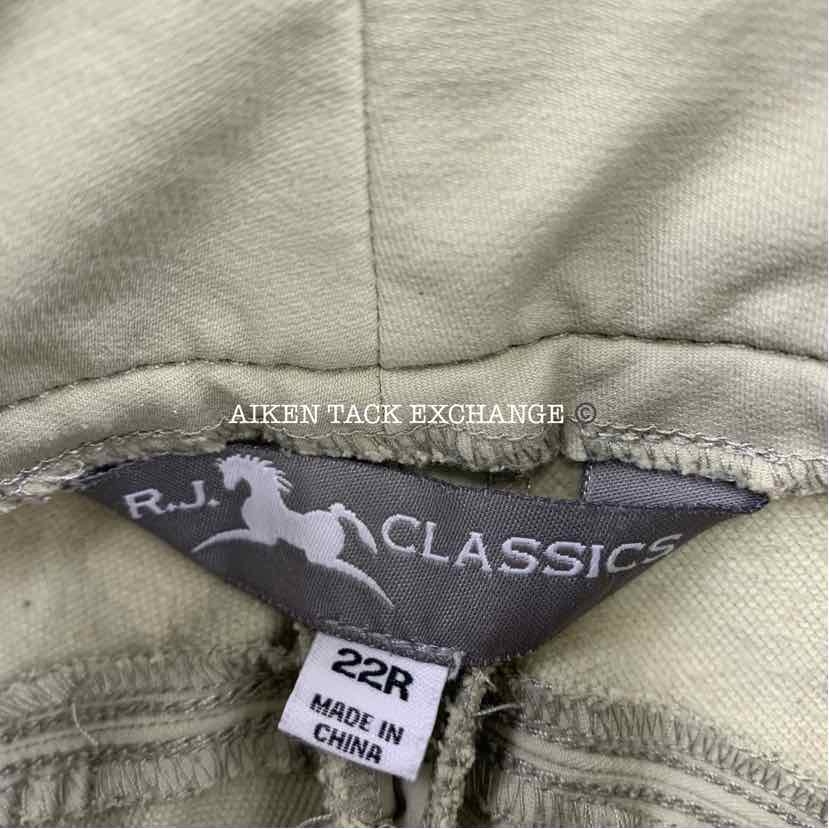 AIKEN TACK EXCHANGE ©
R.J. CLASSICS
22R
MADE IN
CHINA